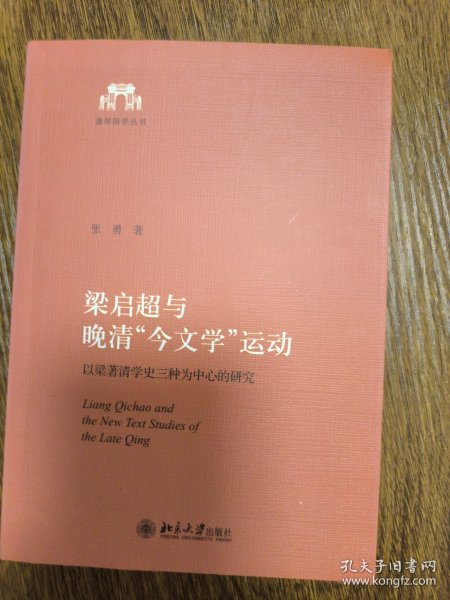 清华国学丛书
张勇 著
梁启超与
晚清“今文学”运动
以梁著清学史三种为中心的研究
Liang Qichao and
the New Text Studies of
the Late Qing
北京大学出版社
PEKING UNIVERSITY PRESS
孔夫子旧书网
www.kongfz.com